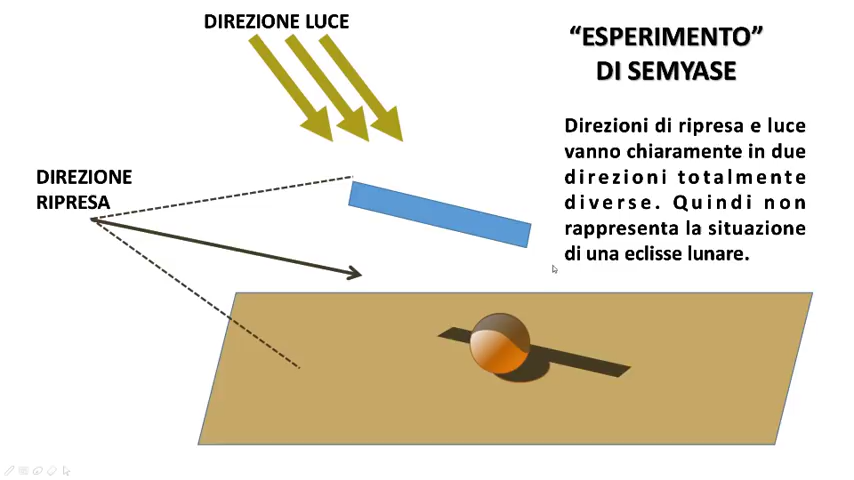 DIREZIONE LUCE
"ESPERIMENTO"
DI SEMYASE
Direzioni di ripresa e luce
vanno chiaramente in due
direzioni totalmente
diverse. Quindi non
rappresenta la situazione
di una eclisse lunare.
DIREZIONE
RIPRESA